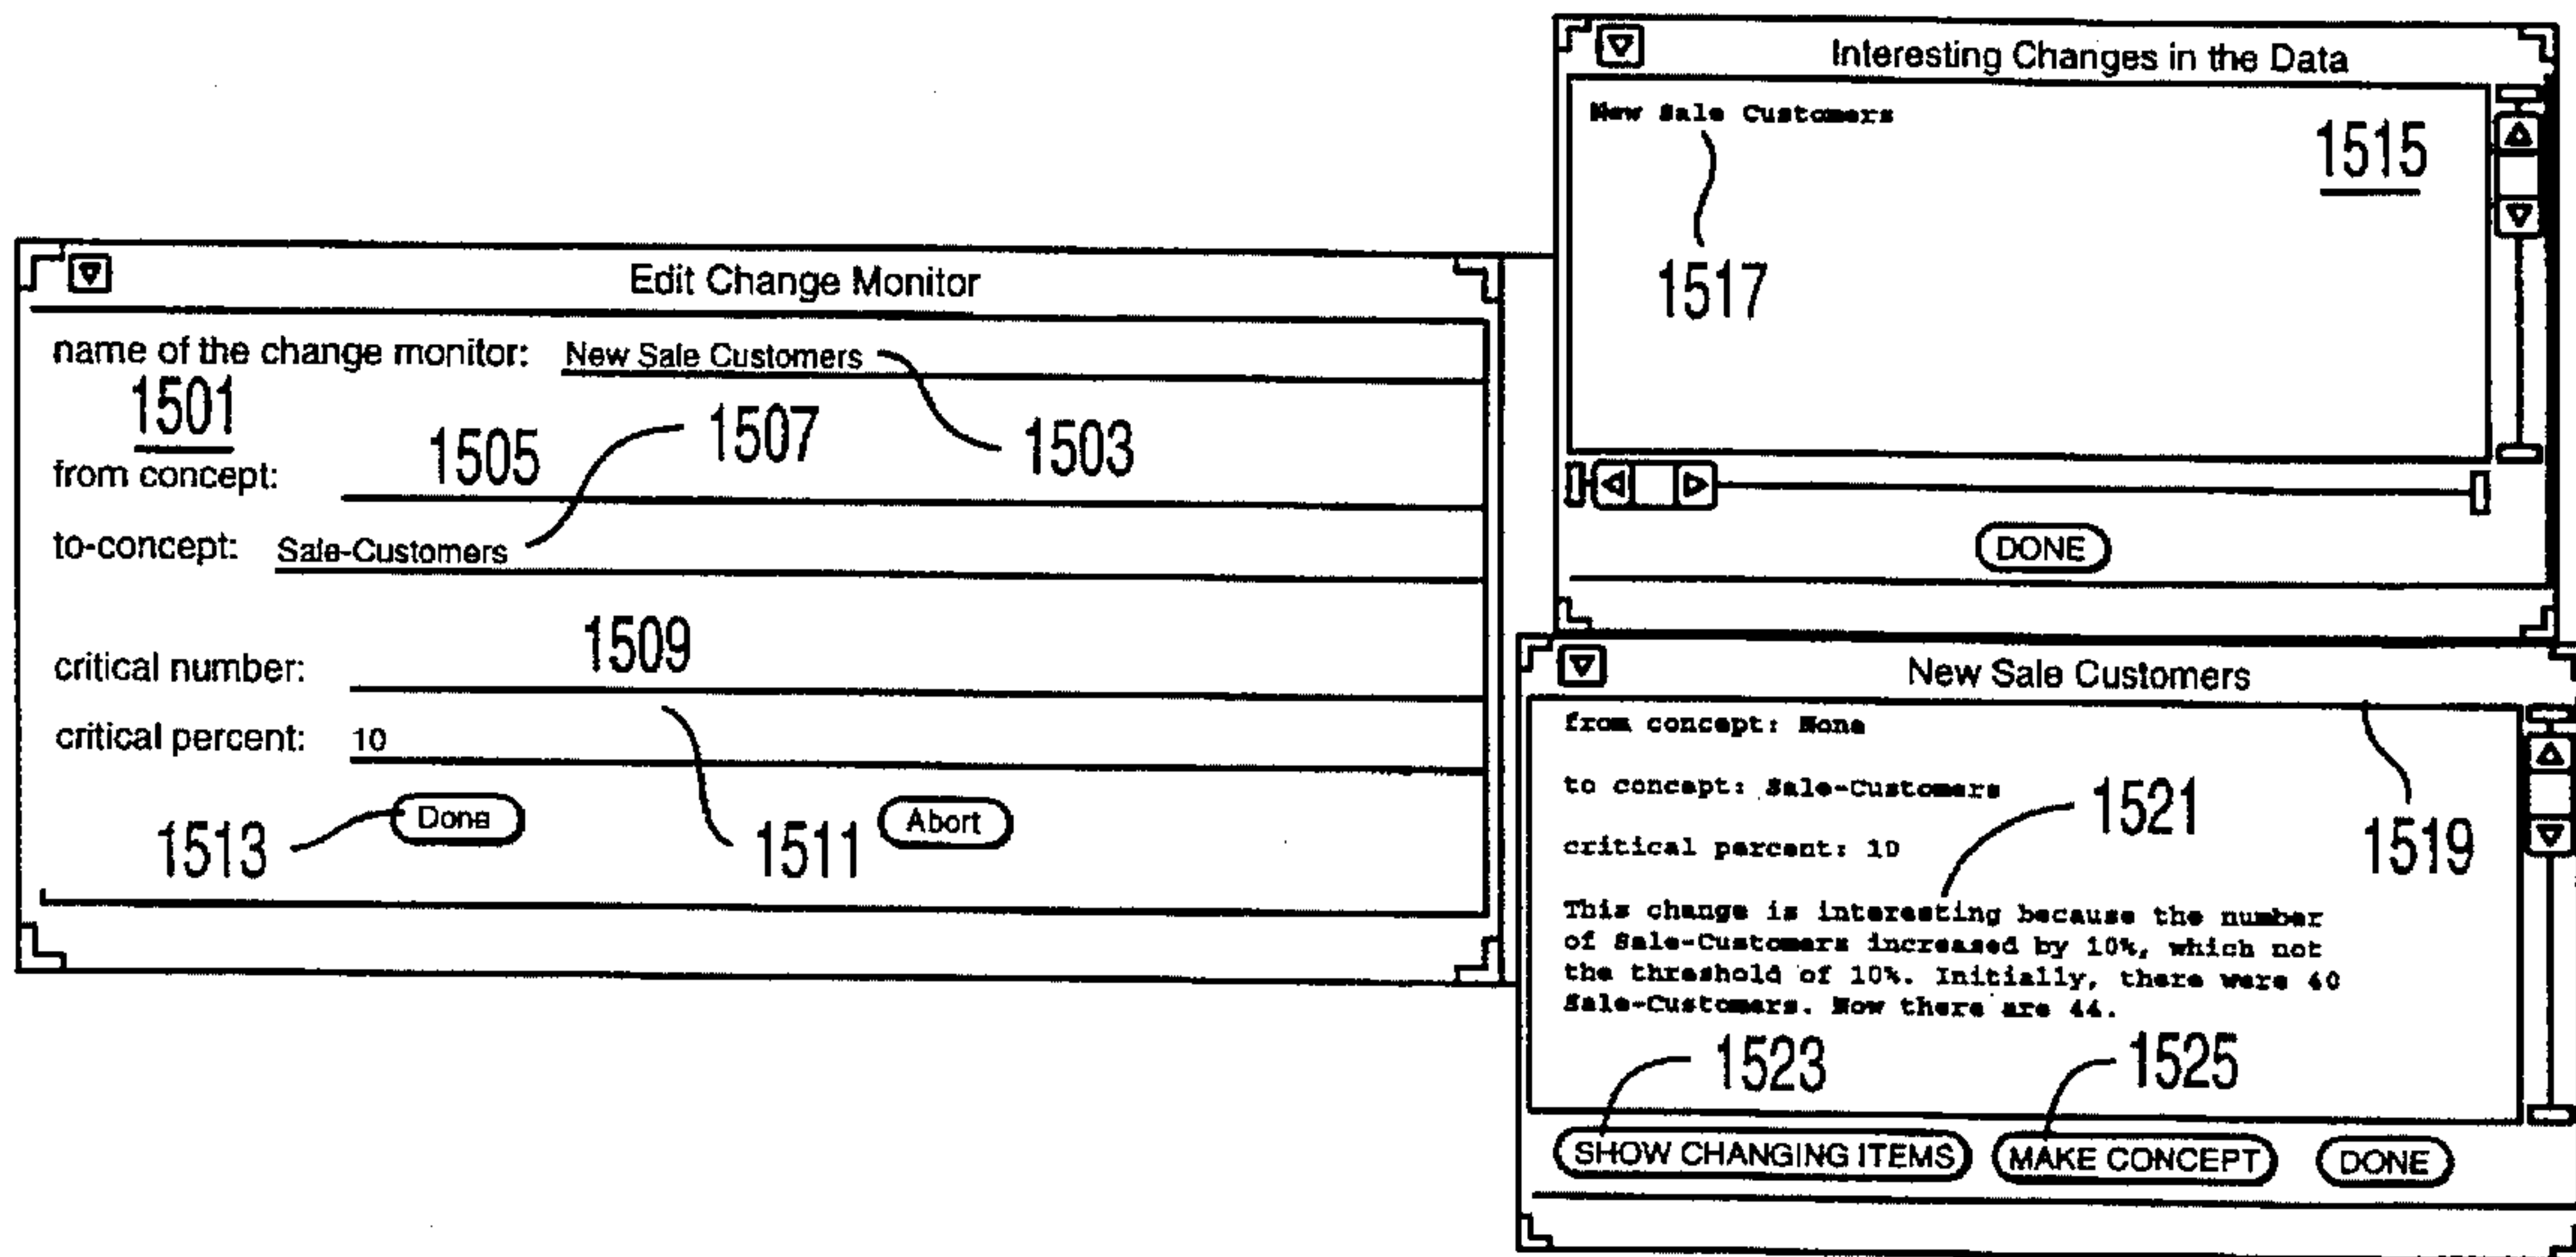 Edit Change Monitor
name of the change monitor: New Sale Customers
1501
1505
1507
1503
from concept:
to-concept: Sale-Customers
1509
critical number:
critical percent: 10
Done
Abort
1513
1511
Interesting Changes in the Data
New Sale Customers
1515
1517
DONE
New Sale Customers
from concept: None
to concept: Sale-Customers
1521
critical percent: 10
1519
This change is interesting because the number
of Sale-Customers increased by 10%, which not
the threshold of 10%. Initially, there were 40
Sale-Customers. Now there are 44.
1523
1525
SHOW CHANGING ITEMS
MAKE CONCEPT
DONE